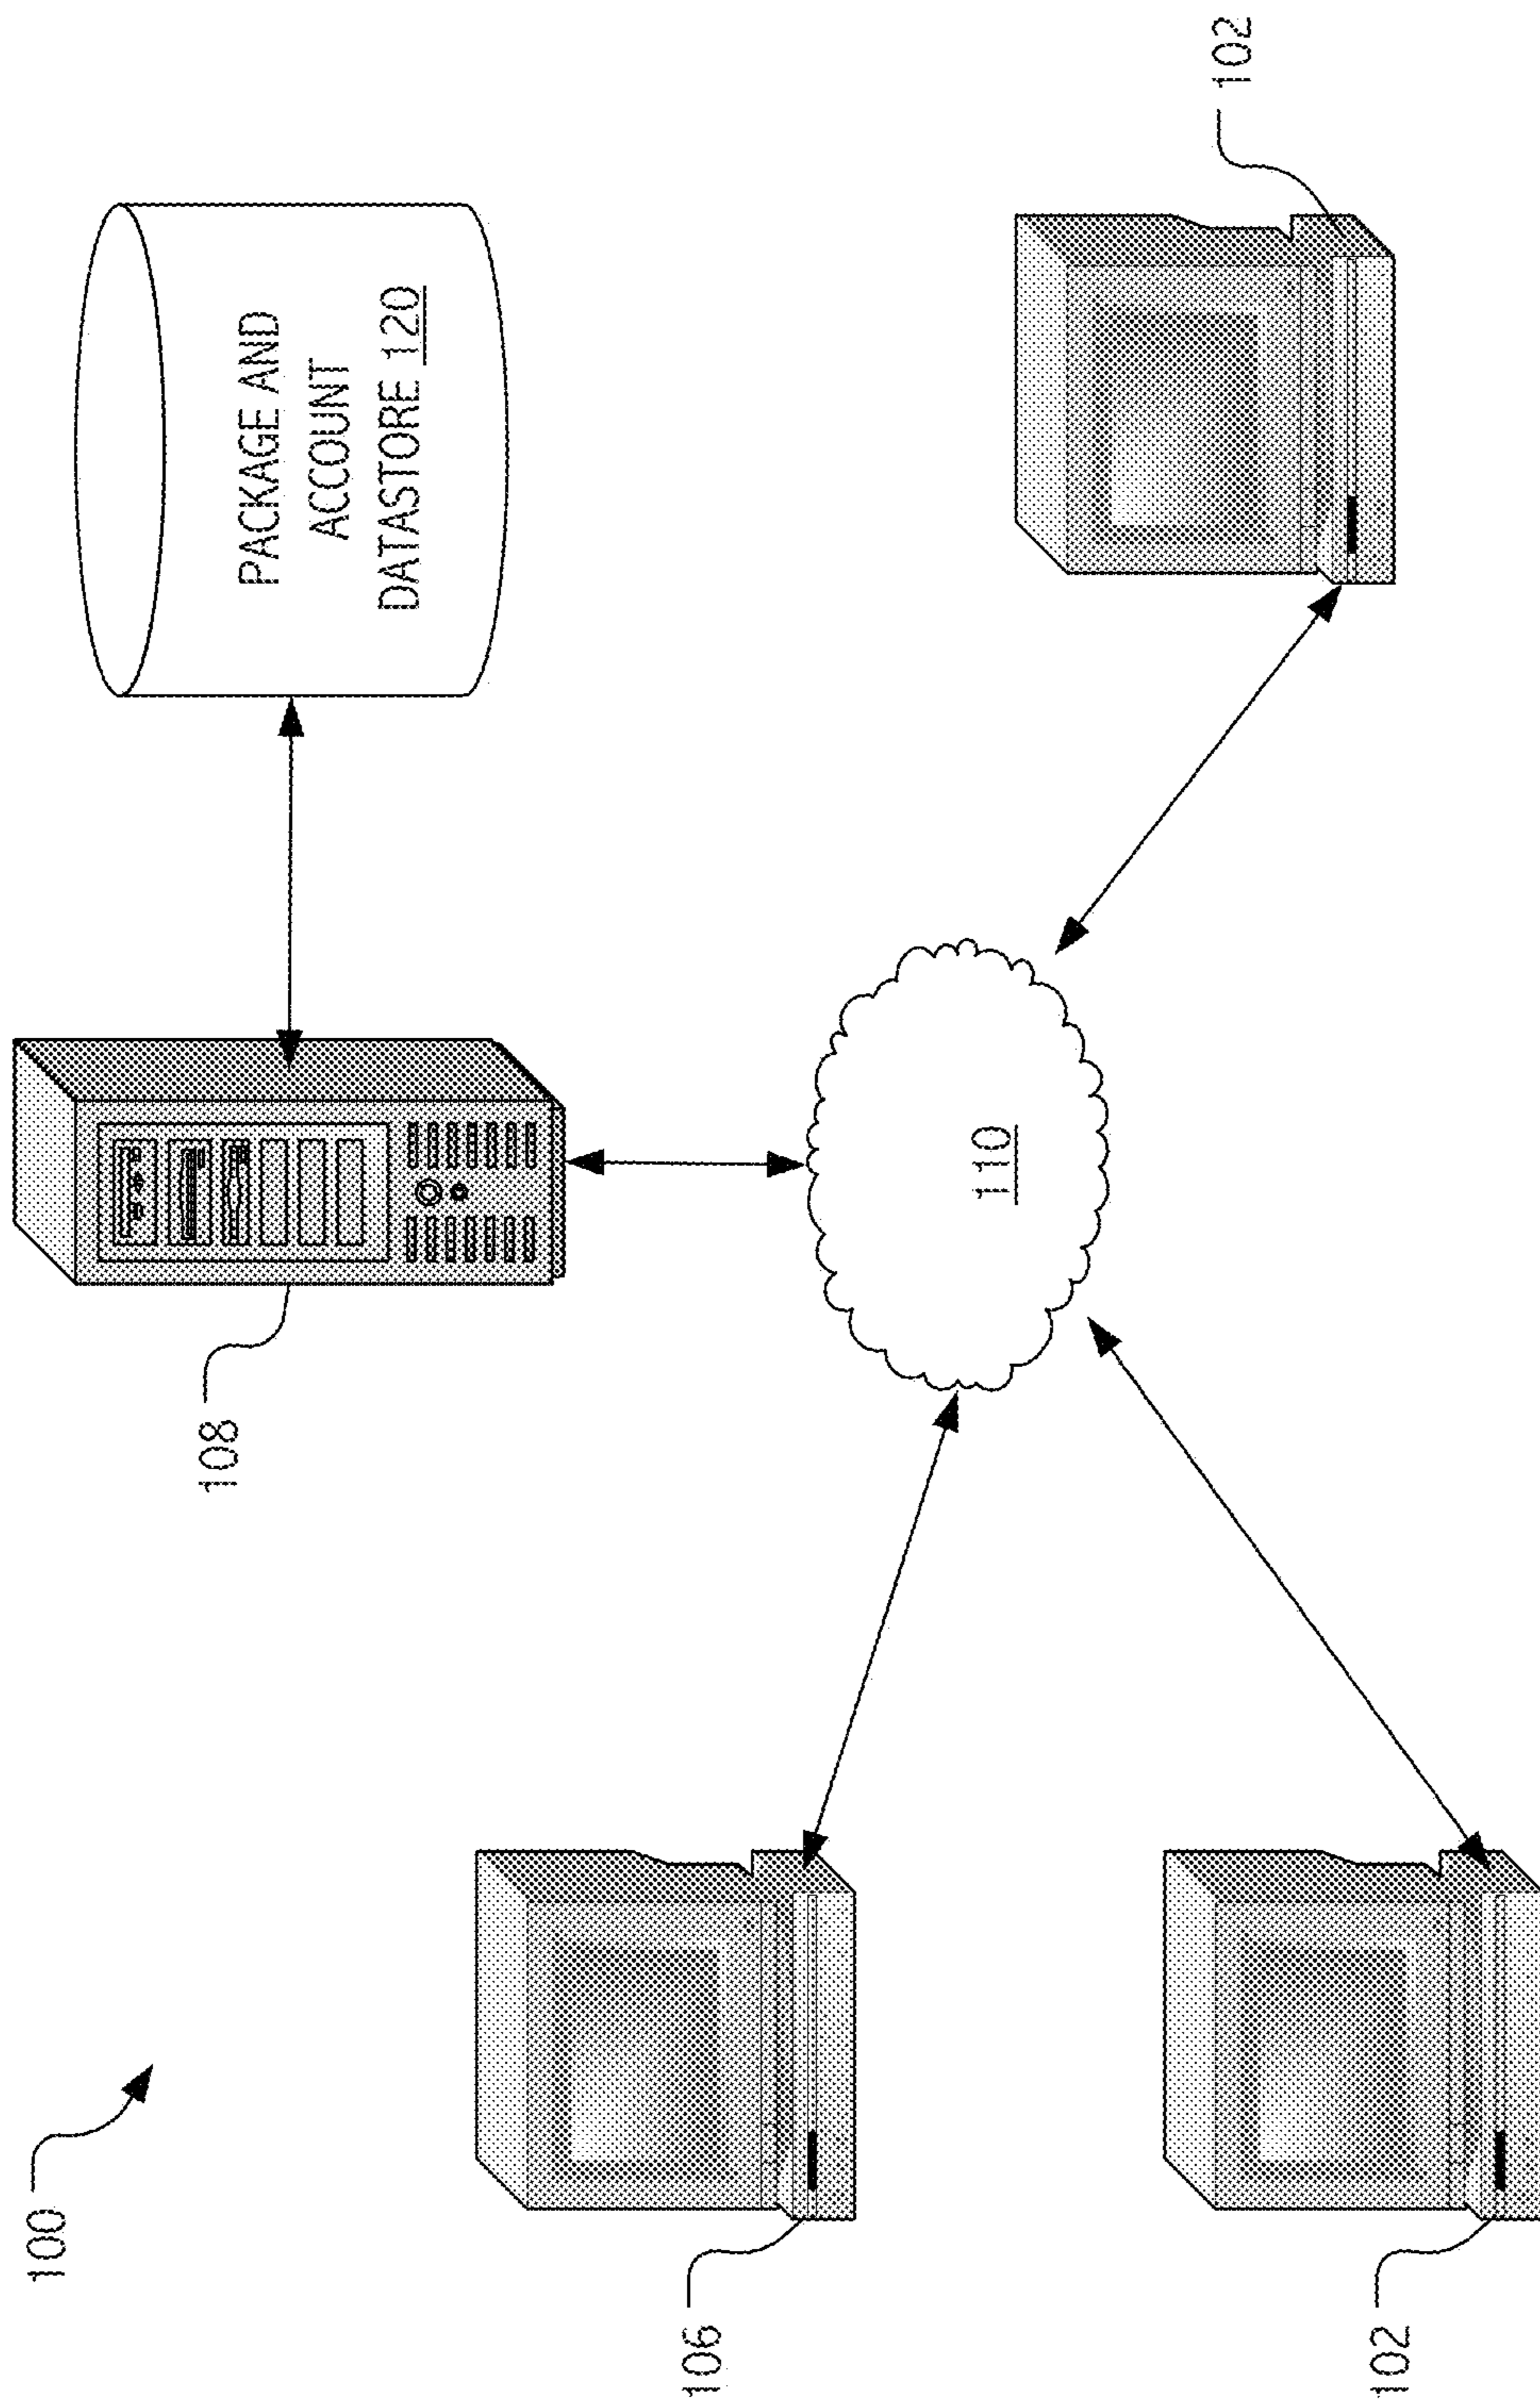 100
108
PACKAGE AND
ACCOUNT
DATASTORE 120
106
110
102
102